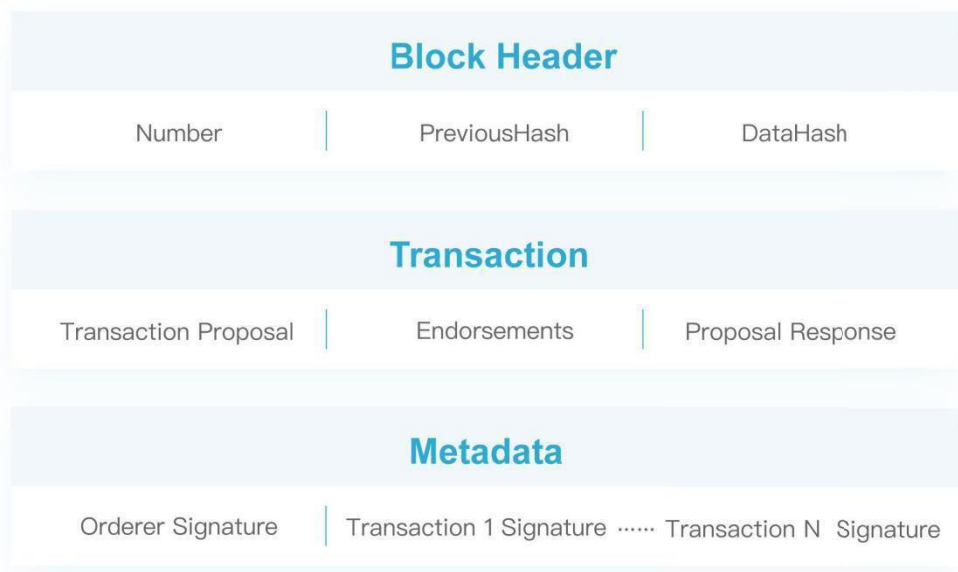 Block Header
Number PreviousHash DataHash
Transaction
Transaction Proposal Endorsements Proposal Response
Metadata
Orderer Signature Transaction 1 Signature ······ Transaction N Signature